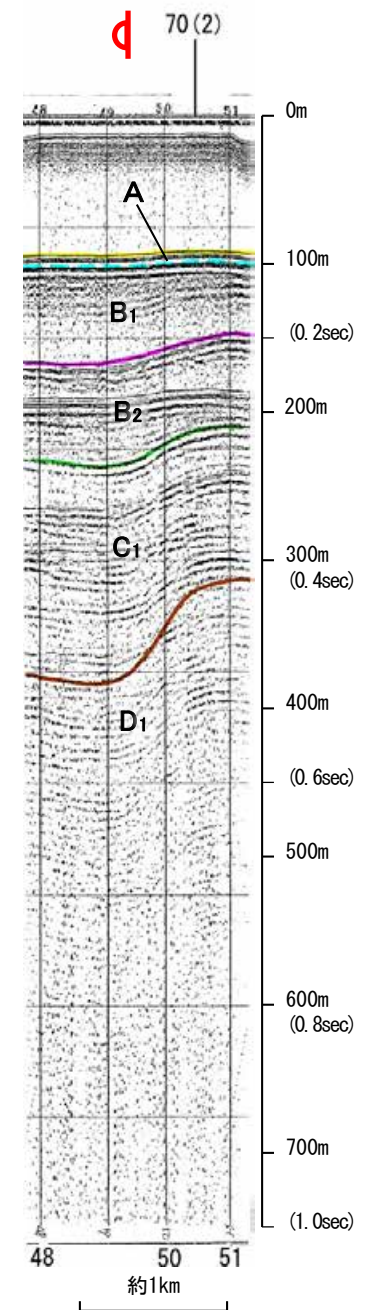 70(2)
48 49 50 51
0m
A
100m
B1
(0.2sec)
200m
B2
C1
300m
(0.4sec)
400m
D1
(0.6sec)
500m
600m
(0.8sec)
700m
(1.0sec)
48 50 51
約1km